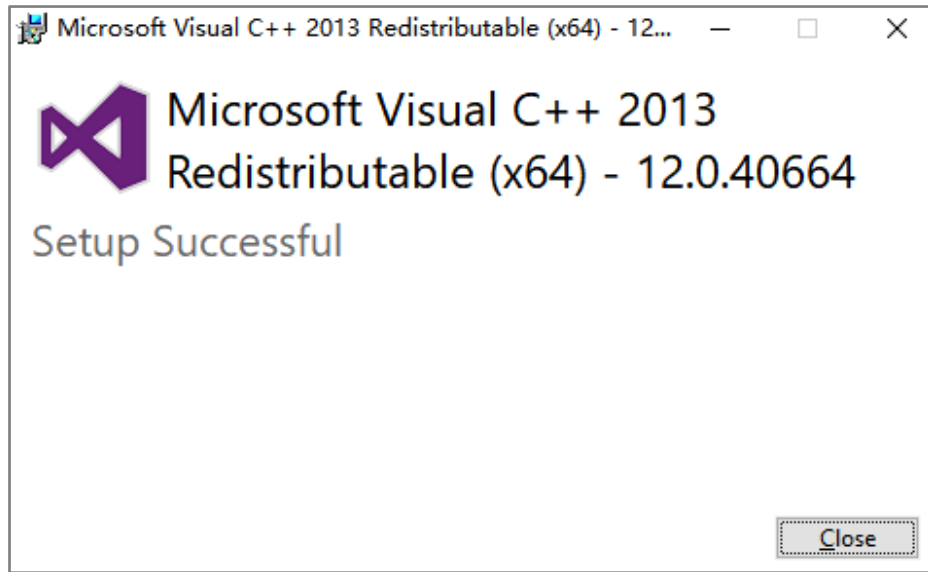 Microsoft Visual C++ 2013 Redistributable (x64) - 12...
Microsoft Visual C++ 2013
Redistributable (x64) - 12.0.40664
Setup Successful
Close